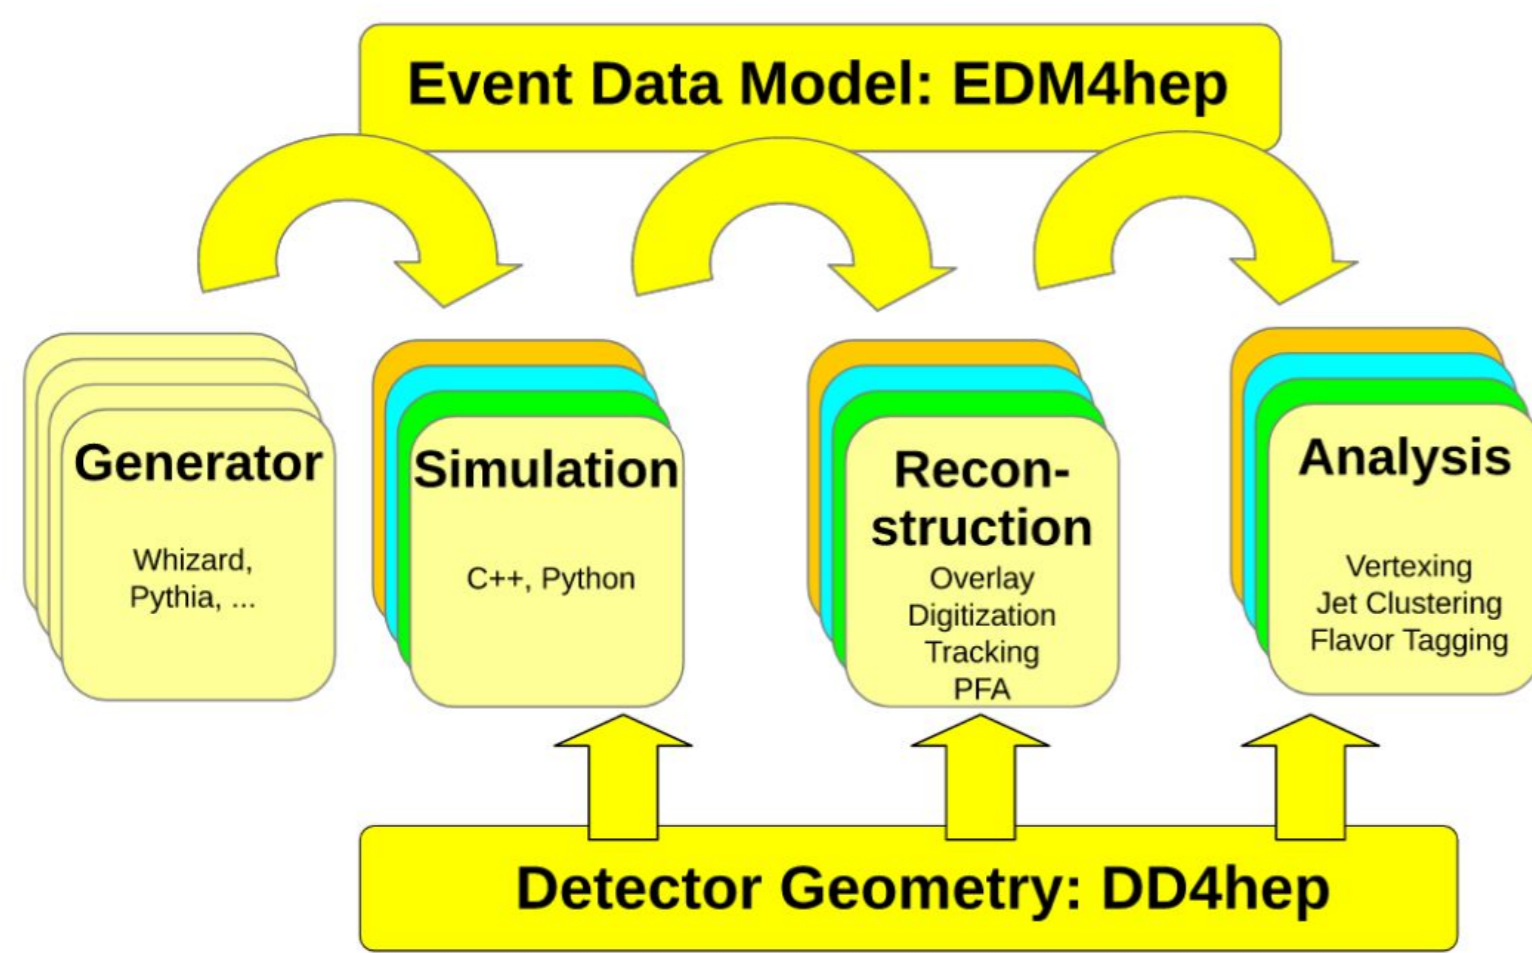 Event Data Model: EDM4hep
Generator
Whizard,
Pythia, ...
Simulation
C++, Python
Recon-
struction
Overlay
Digitization
Tracking
PFA
Analysis
Vertexing
Jet Clustering
Flavor Tagging
Detector Geometry: DD4hep